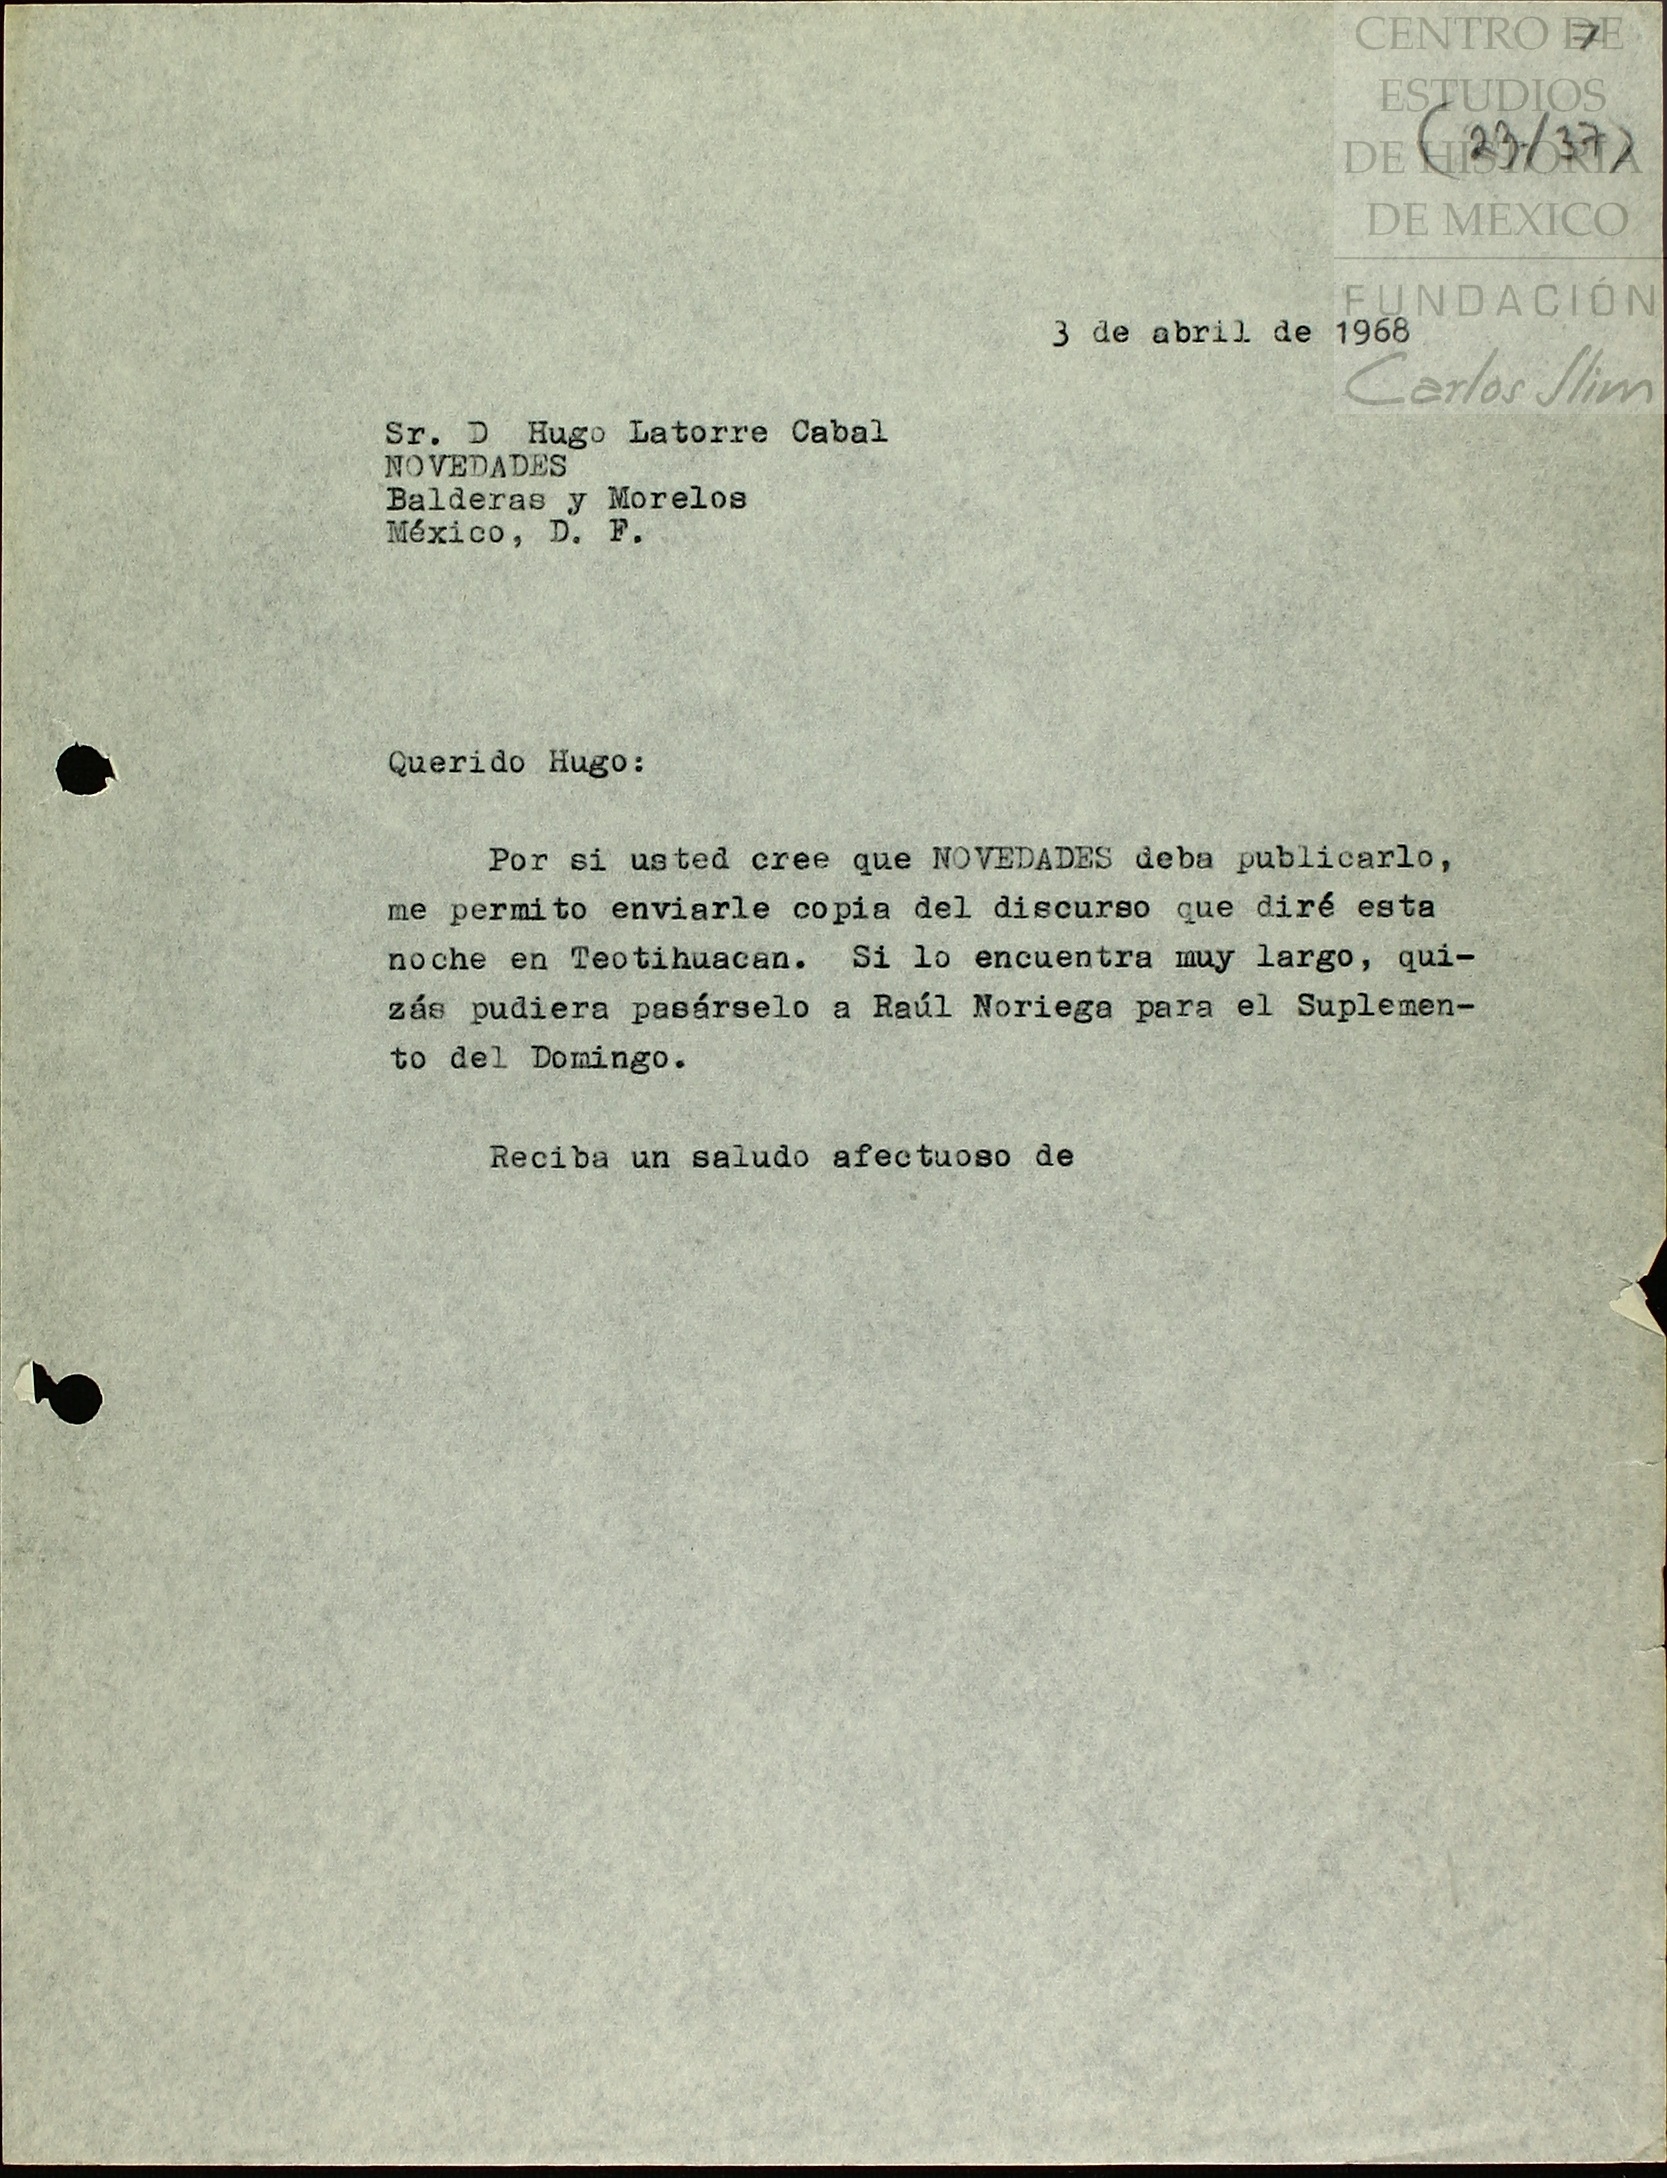 CENTRO DE
7
ESTUDIOS
(23/37)
DE HISTORIA
DE MÉXICO
FUNDACIÓN
3 de abril de 1968
Carlos Slim
Sr. D Hugo Latorre Cabal
NOVEDADES
Balderas y Morelos
México, D. F.
Querido Hugo:
Por si usted cree que NOVEDADES deba publicarlo,
me permito enviarle copia del discurso que diré esta
noche en Teotihuacan. Si lo encuentra muy largo, qui-
zás pudiera pasárselo a Raúl Noriega para el Suplemen-
to del Domingo.
Reciba un saludo afectuoso de